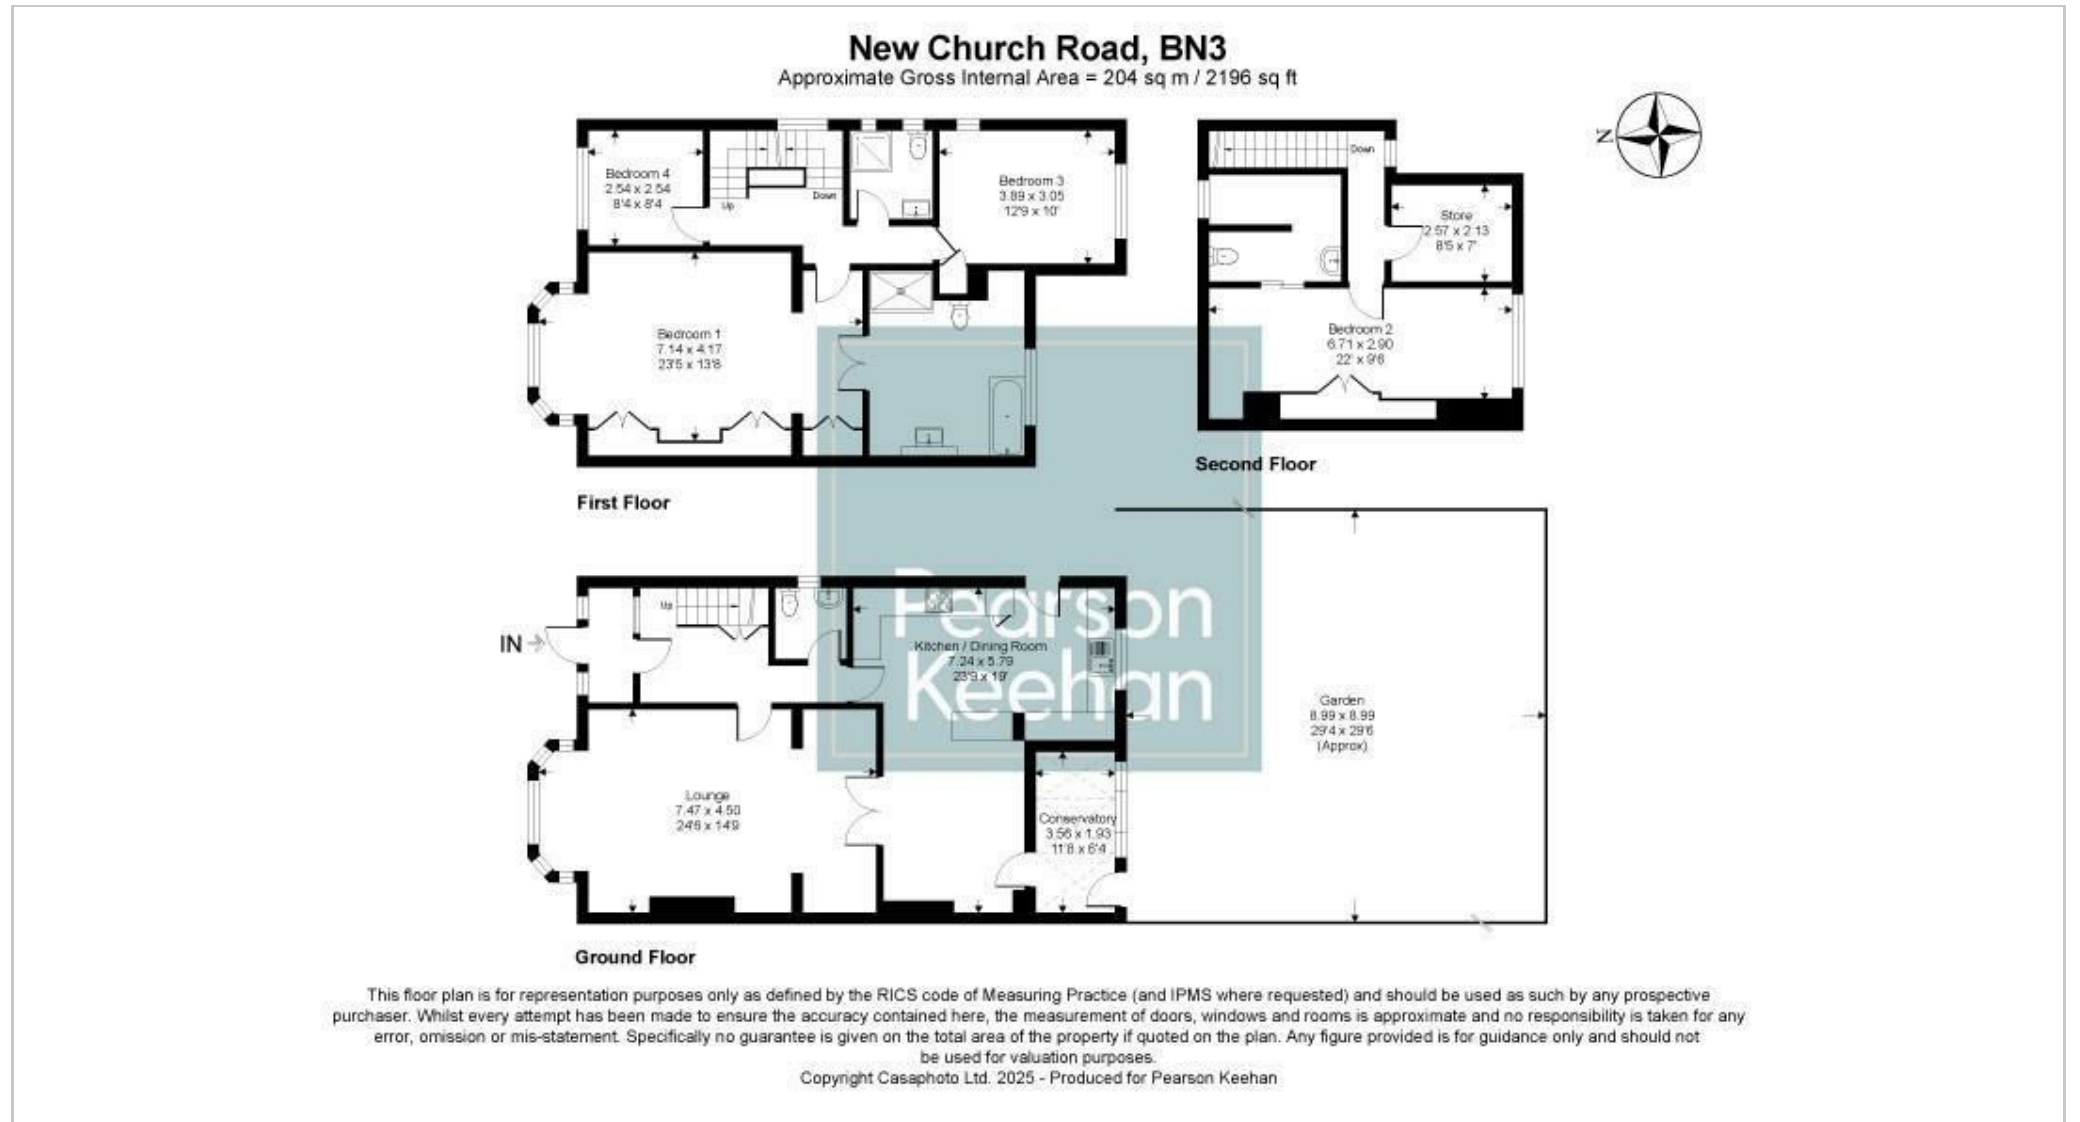 New Church Road, BN3
Approximate Gross Internal Area = 204 sq m / 2196 sq ft
N
Bedroom 4
2.54 x 2.54
8'4 x 8'4
Up
Down
Bedroom 3
3.89 x 3.05
12'9 x 10'
Bedroom 1
7.14 x 4.17
23'5 x 13'8
First Floor
Down
Store
2.57 x 2.13
8'5 x 7'
Bedroom 2
6.71 x 2.90
22' x 9'6
Second Floor
IN
Up
Kitchen / Dining Room
7.24 x 5.79
23'9 x 19'
Pearson
Keehan
Lounge
7.47 x 4.50
24'6 x 14'9
Conservatory
3.56 x 1.93
11'8 x 6'4
Garden
8.99 x 8.99
29'4 x 29'6
(Approx)
Ground Floor
This floor plan is for representation purposes only as defined by the RICS code of Measuring Practice (and IPMS where requested) and should be used as such by any prospective
purchaser. Whilst every attempt has been made to ensure the accuracy contained here, the measurement of doors, windows and rooms is approximate and no responsibility is taken for any
error, omission or mis-statement. Specifically no guarantee is given on the total area of the property if quoted on the plan. Any figure provided is for guidance only and should not
be used for valuation purposes.
Copyright Casaphoto Ltd. 2025 - Produced for Pearson Keehan